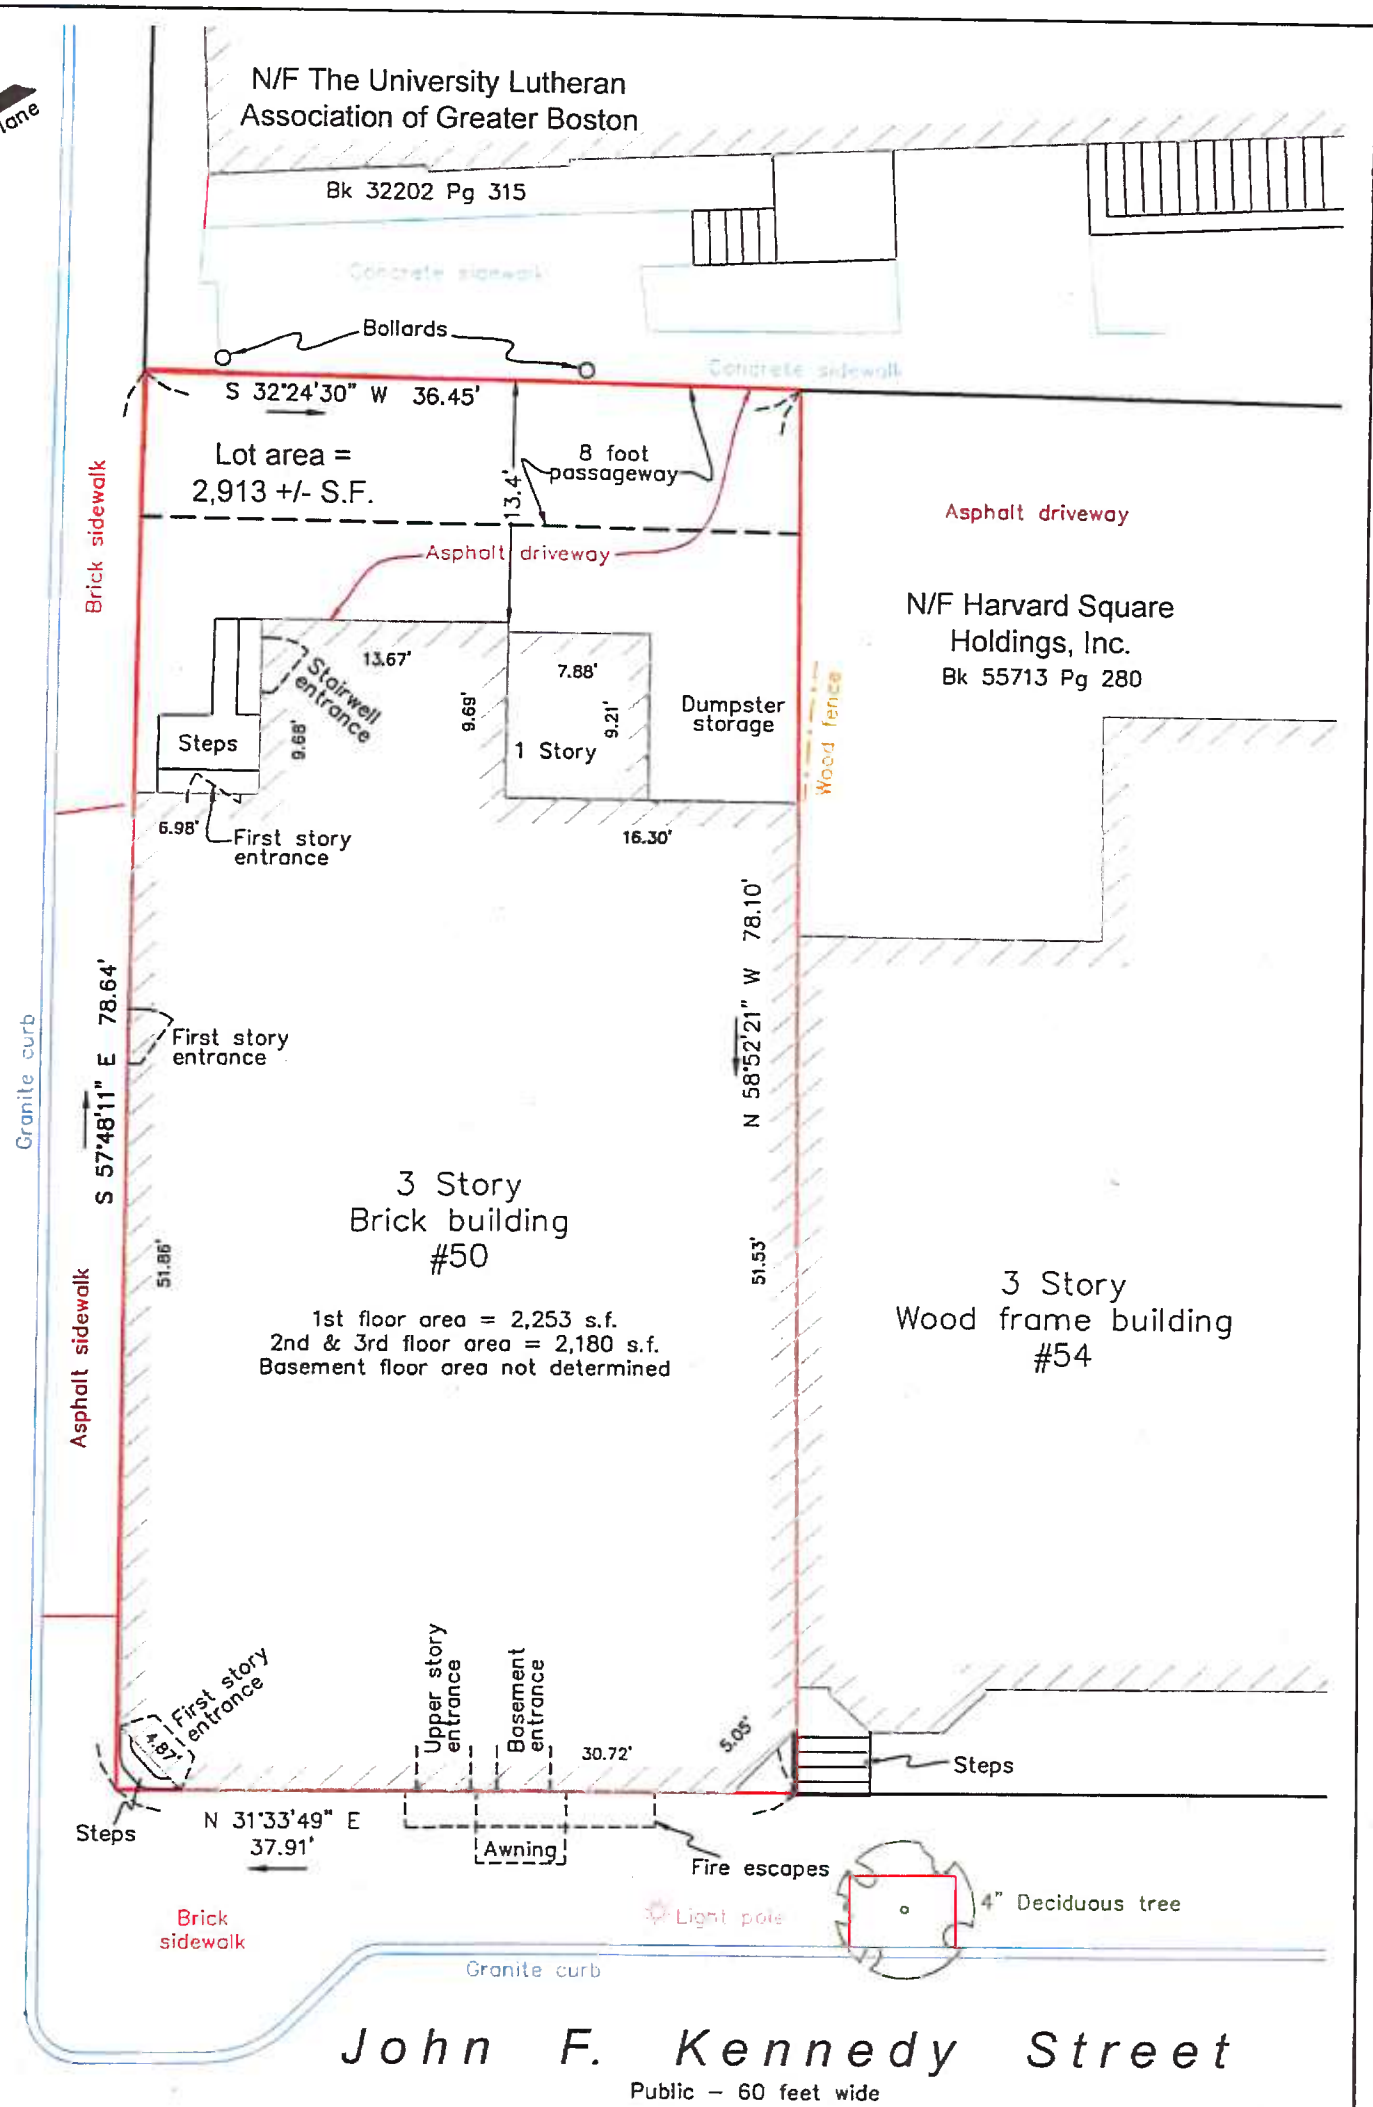 lane
N/F The University Lutheran
Association of Greater Boston
Bk 32202 Pg 315
Concrete sidewalk
Bollards
Concrete sidewalk
S 32°24'30" W 36.45'
Lot area =
2,913 +/- S.F.
8 foot
passageway
13.4'
Asphalt driveway
Brick sidewalk
Asphalt driveway
N/F Harvard Square
Holdings, Inc.
Bk 55713 Pg 280
13.67'
Stairwell
entrance
9.69'
7.88'
9.21'
Dumpster
storage
Wood fence
Steps
9.68'
1 Story
6.98'
First story
entrance
16.30'
N 58°52'21" W 78.10'
S 57°48'11" E 78.64'
First story
entrance
Granite curb
3 Story
Brick building
#50
51.86'
51.53'
1st floor area = 2,253 s.f.
2nd & 3rd floor area = 2,180 s.f.
Basement floor area not determined
3 Story
Wood frame building
#54
Asphalt sidewalk
First story
entrance
4.87'
Upper story
entrance
Basement
entrance
30.72'
5.05'
Steps
Steps
N 31°33'49" E
37.91'
Awning
Fire escapes
Brick
sidewalk
Light pole
4" Deciduous tree
Granite curb
John F. Kennedy Street
Public - 60 feet wide